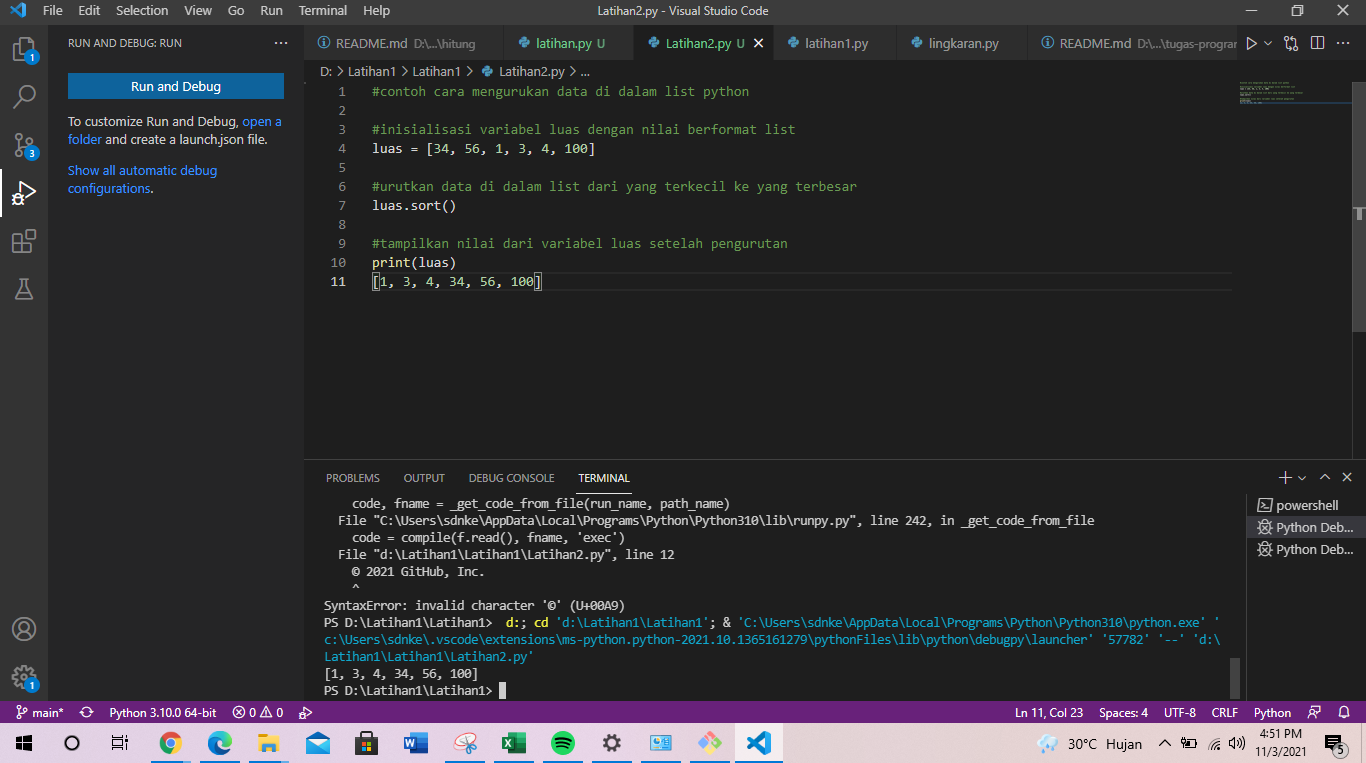 File Edit Selection View Go Run Terminal Help Latihan2.py - Visual Studio Code
RUN AND DEBUG: RUN ...
README.md D:\...\hitung latihan.py U Latihan2.py U latihan1.py lingkaran.py README.md D:\...\tugas-progran
D: > Latihan1 > Latihan1 > Latihan2.py > ...
Run and Debug
To customize Run and Debug, open a
folder and create a launch.json file.
Show all automatic debug
configurations.
1 #contoh cara mengurukan data di dalam list python
2
3 #inisialisasi variabel luas dengan nilai berformat list
4 luas = [34, 56, 1, 3, 4, 100]
5
6 #urutkan data di dalam list dari yang terkecil ke yang terbesar
7 luas.sort()
8
9 #tampilkan nilai dari variabel luas setelah pengurutan
10 print(luas)
11 [1, 3, 4, 34, 56, 100]
1
3
1
PROBLEMS OUTPUT DEBUG CONSOLE TERMINAL
code, fname = _get_code_from_file(run_name, path_name)
File "C:\Users\sdnke\AppData\Local\Programs\Python\Python310\lib\runpy.py", line 242, in _get_code_from_file
code = compile(f.read(), fname, 'exec')
File "d:\Latihan1\Latihan1\Latihan2.py", line 12
© 2021 GitHub, Inc.
^
SyntaxError: invalid character '©' (U+00A9)
PS D:\Latihan1\Latihan1>  d:; cd 'd:\Latihan1\Latihan1'; & 'C:\Users\sdnke\AppData\Local\Programs\Python\Python310\python.exe' '
c:\Users\sdnke\.vscode\extensions\ms-python.python-2021.10.1365161279\pythonFiles\lib\python\debugpy\launcher' '57782' '--' 'd:\
Latihan1\Latihan1\Latihan2.py'
[1, 3, 4, 34, 56, 100]
PS D:\Latihan1\Latihan1>
powershell
Python Deb...
Python Deb...
main* Python 3.10.0 64-bit 0 0 Ln 11, Col 23 Spaces: 4 UTF-8 CRLF Python
30°C Hujan
4:51 PM
11/3/2021
5